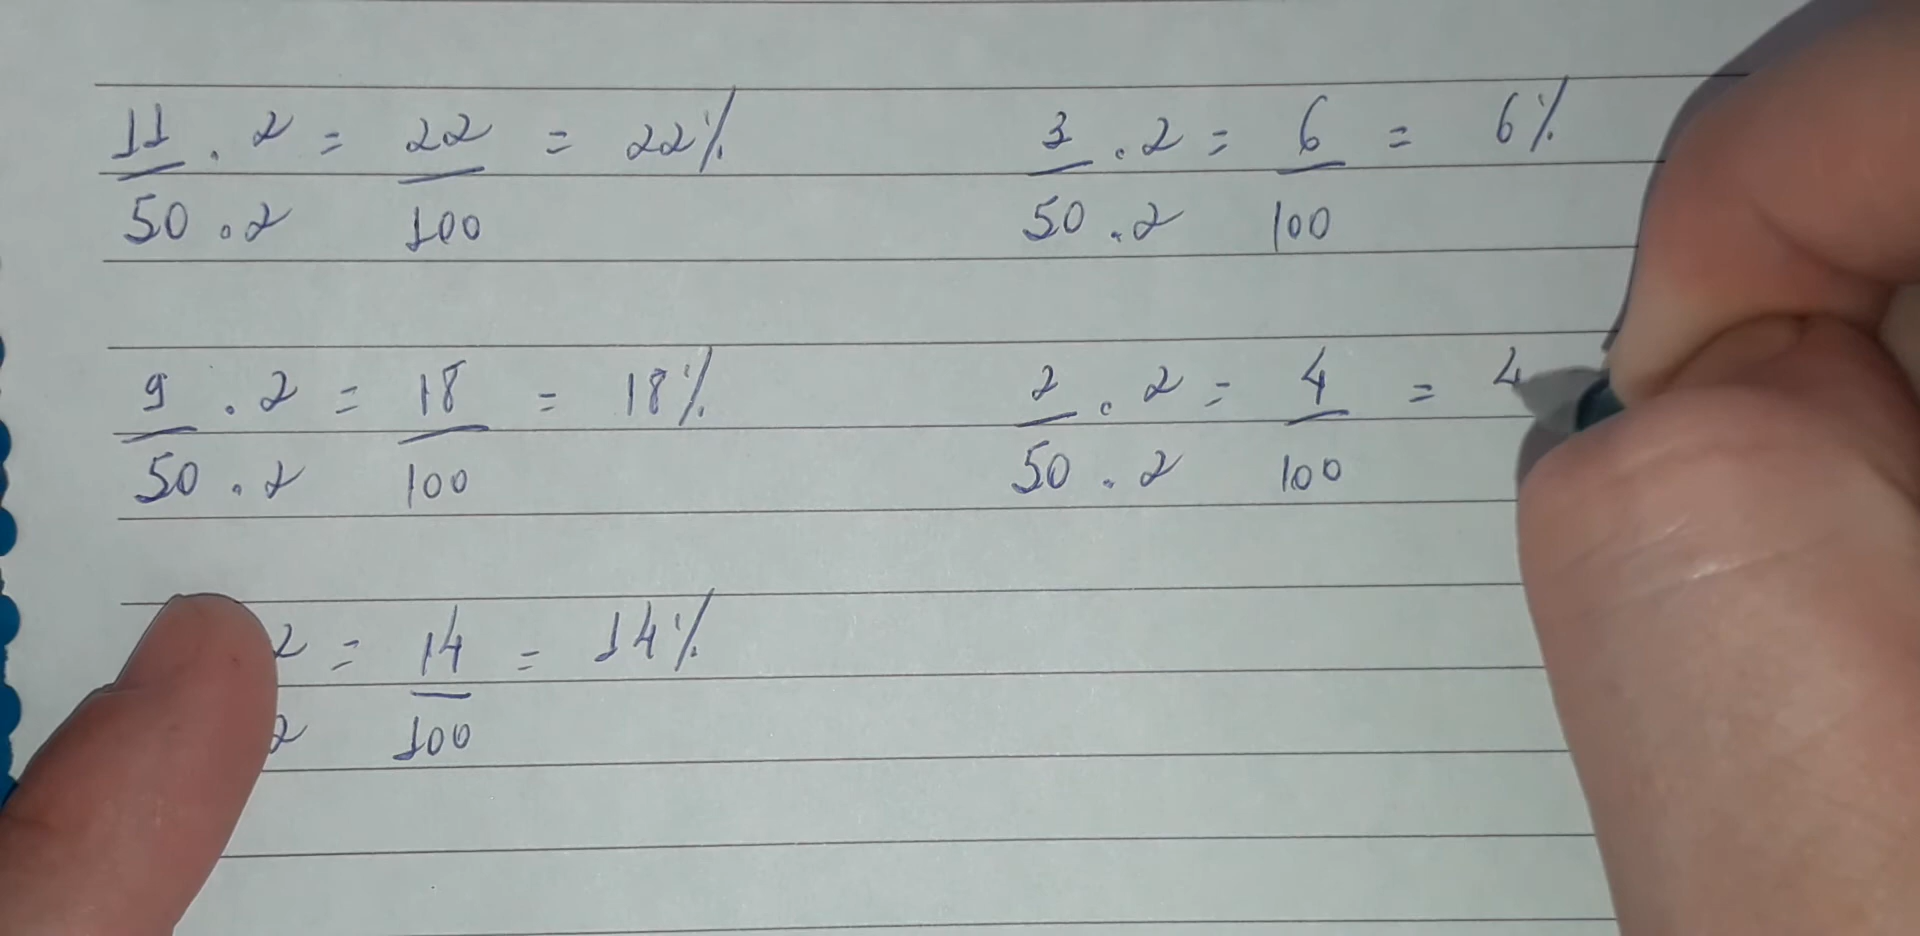 11 . 2 = 22 = 22%
50 . 2 100
3 . 2 = 6 = 6%
50 . 2 100
9 . 2 = 18 = 18%
50 . 2 100
2 . 2 = 4 = 4
50 . 2 100
2 = 14 = 14%
2 100